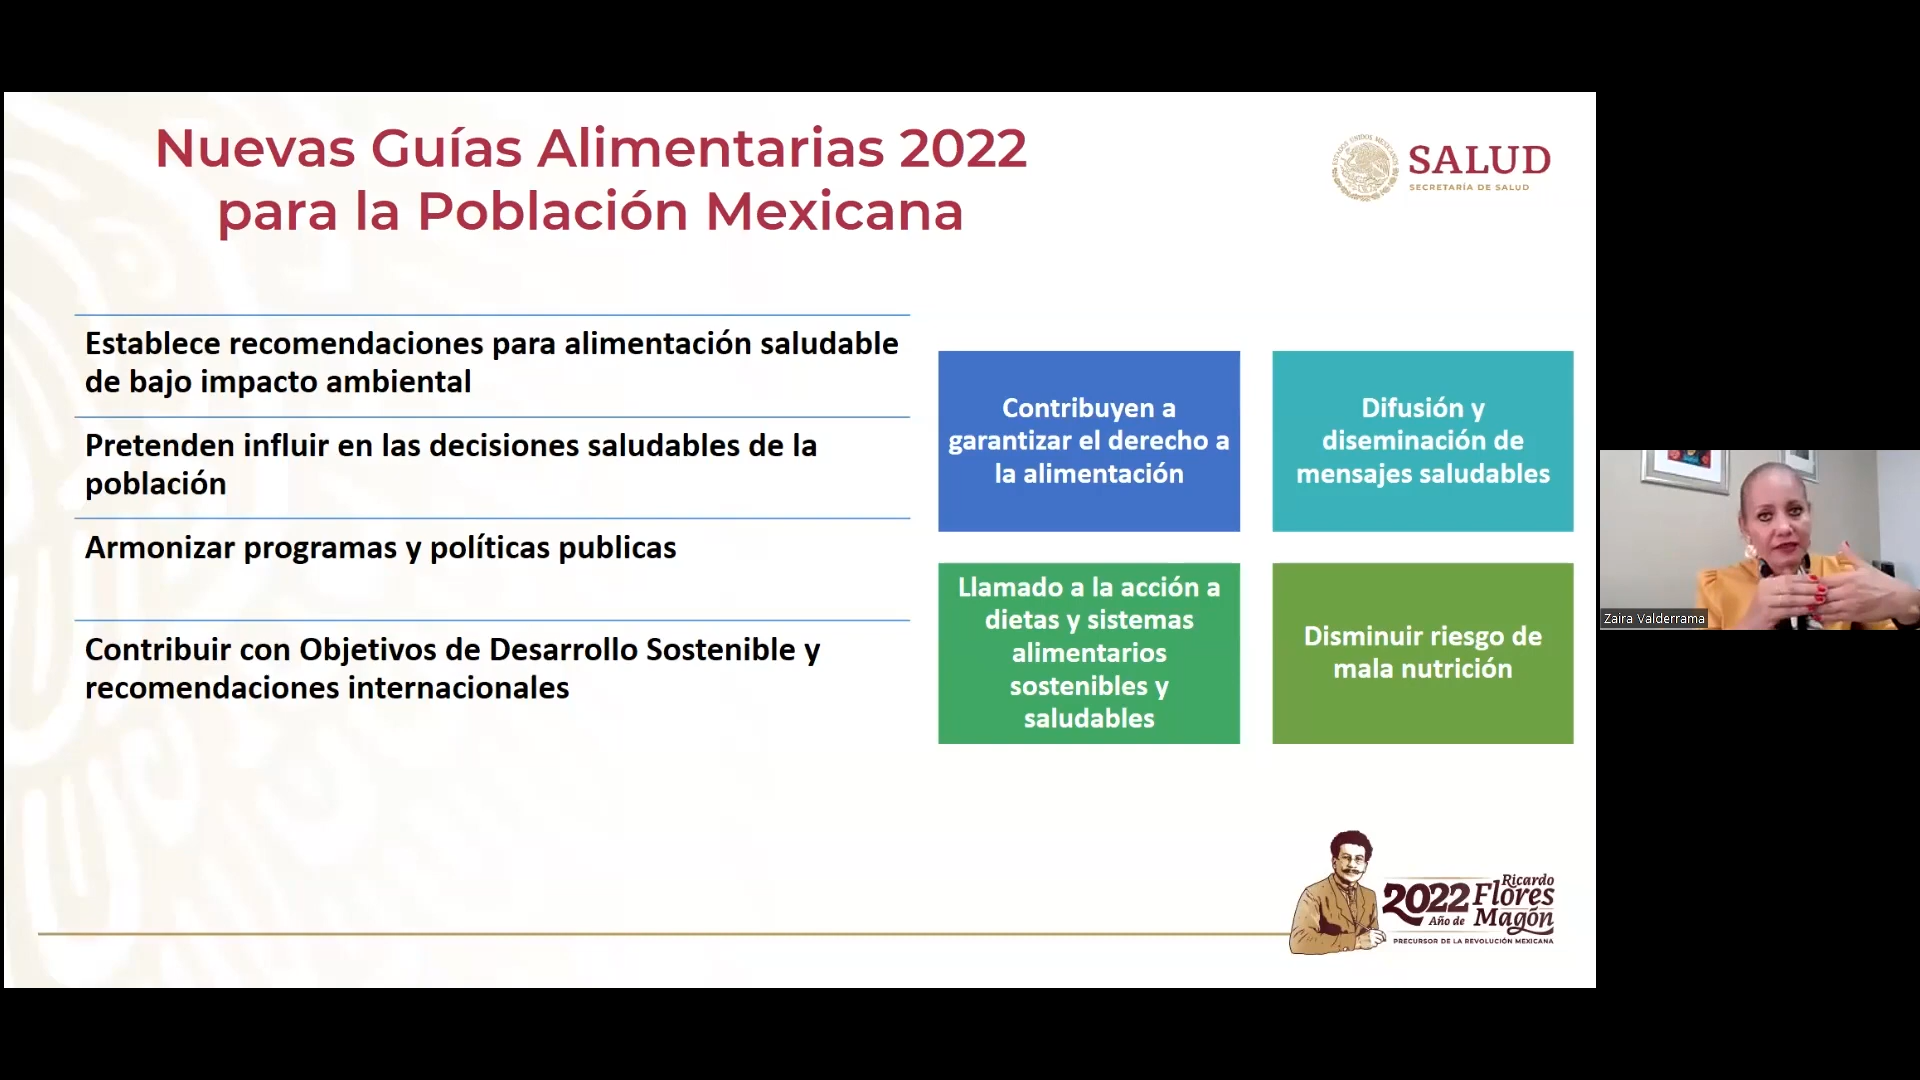 Nuevas Guías Alimentarias 2022
para la Población Mexicana
ESTADOS UNIDOS MEXICANOS
SALUD
SECRETARÍA DE SALUD
Establece recomendaciones para alimentación saludable
de bajo impacto ambiental
Pretenden influir en las decisiones saludables de la
población
Armonizar programas y políticas publicas
Contribuir con Objetivos de Desarrollo Sostenible y
recomendaciones internacionales
Contribuyen a
garantizar el derecho a
la alimentación
Difusión y
diseminación de
mensajes saludables
Llamado a la acción a
dietas y sistemas
alimentarios
sostenibles y
saludables
Disminuir riesgo de
mala nutrición
Zaira Valderrama
2022 Ricardo
Flores
Año de Magón
PRECURSOR DE LA REVOLUCIÓN MEXICANA